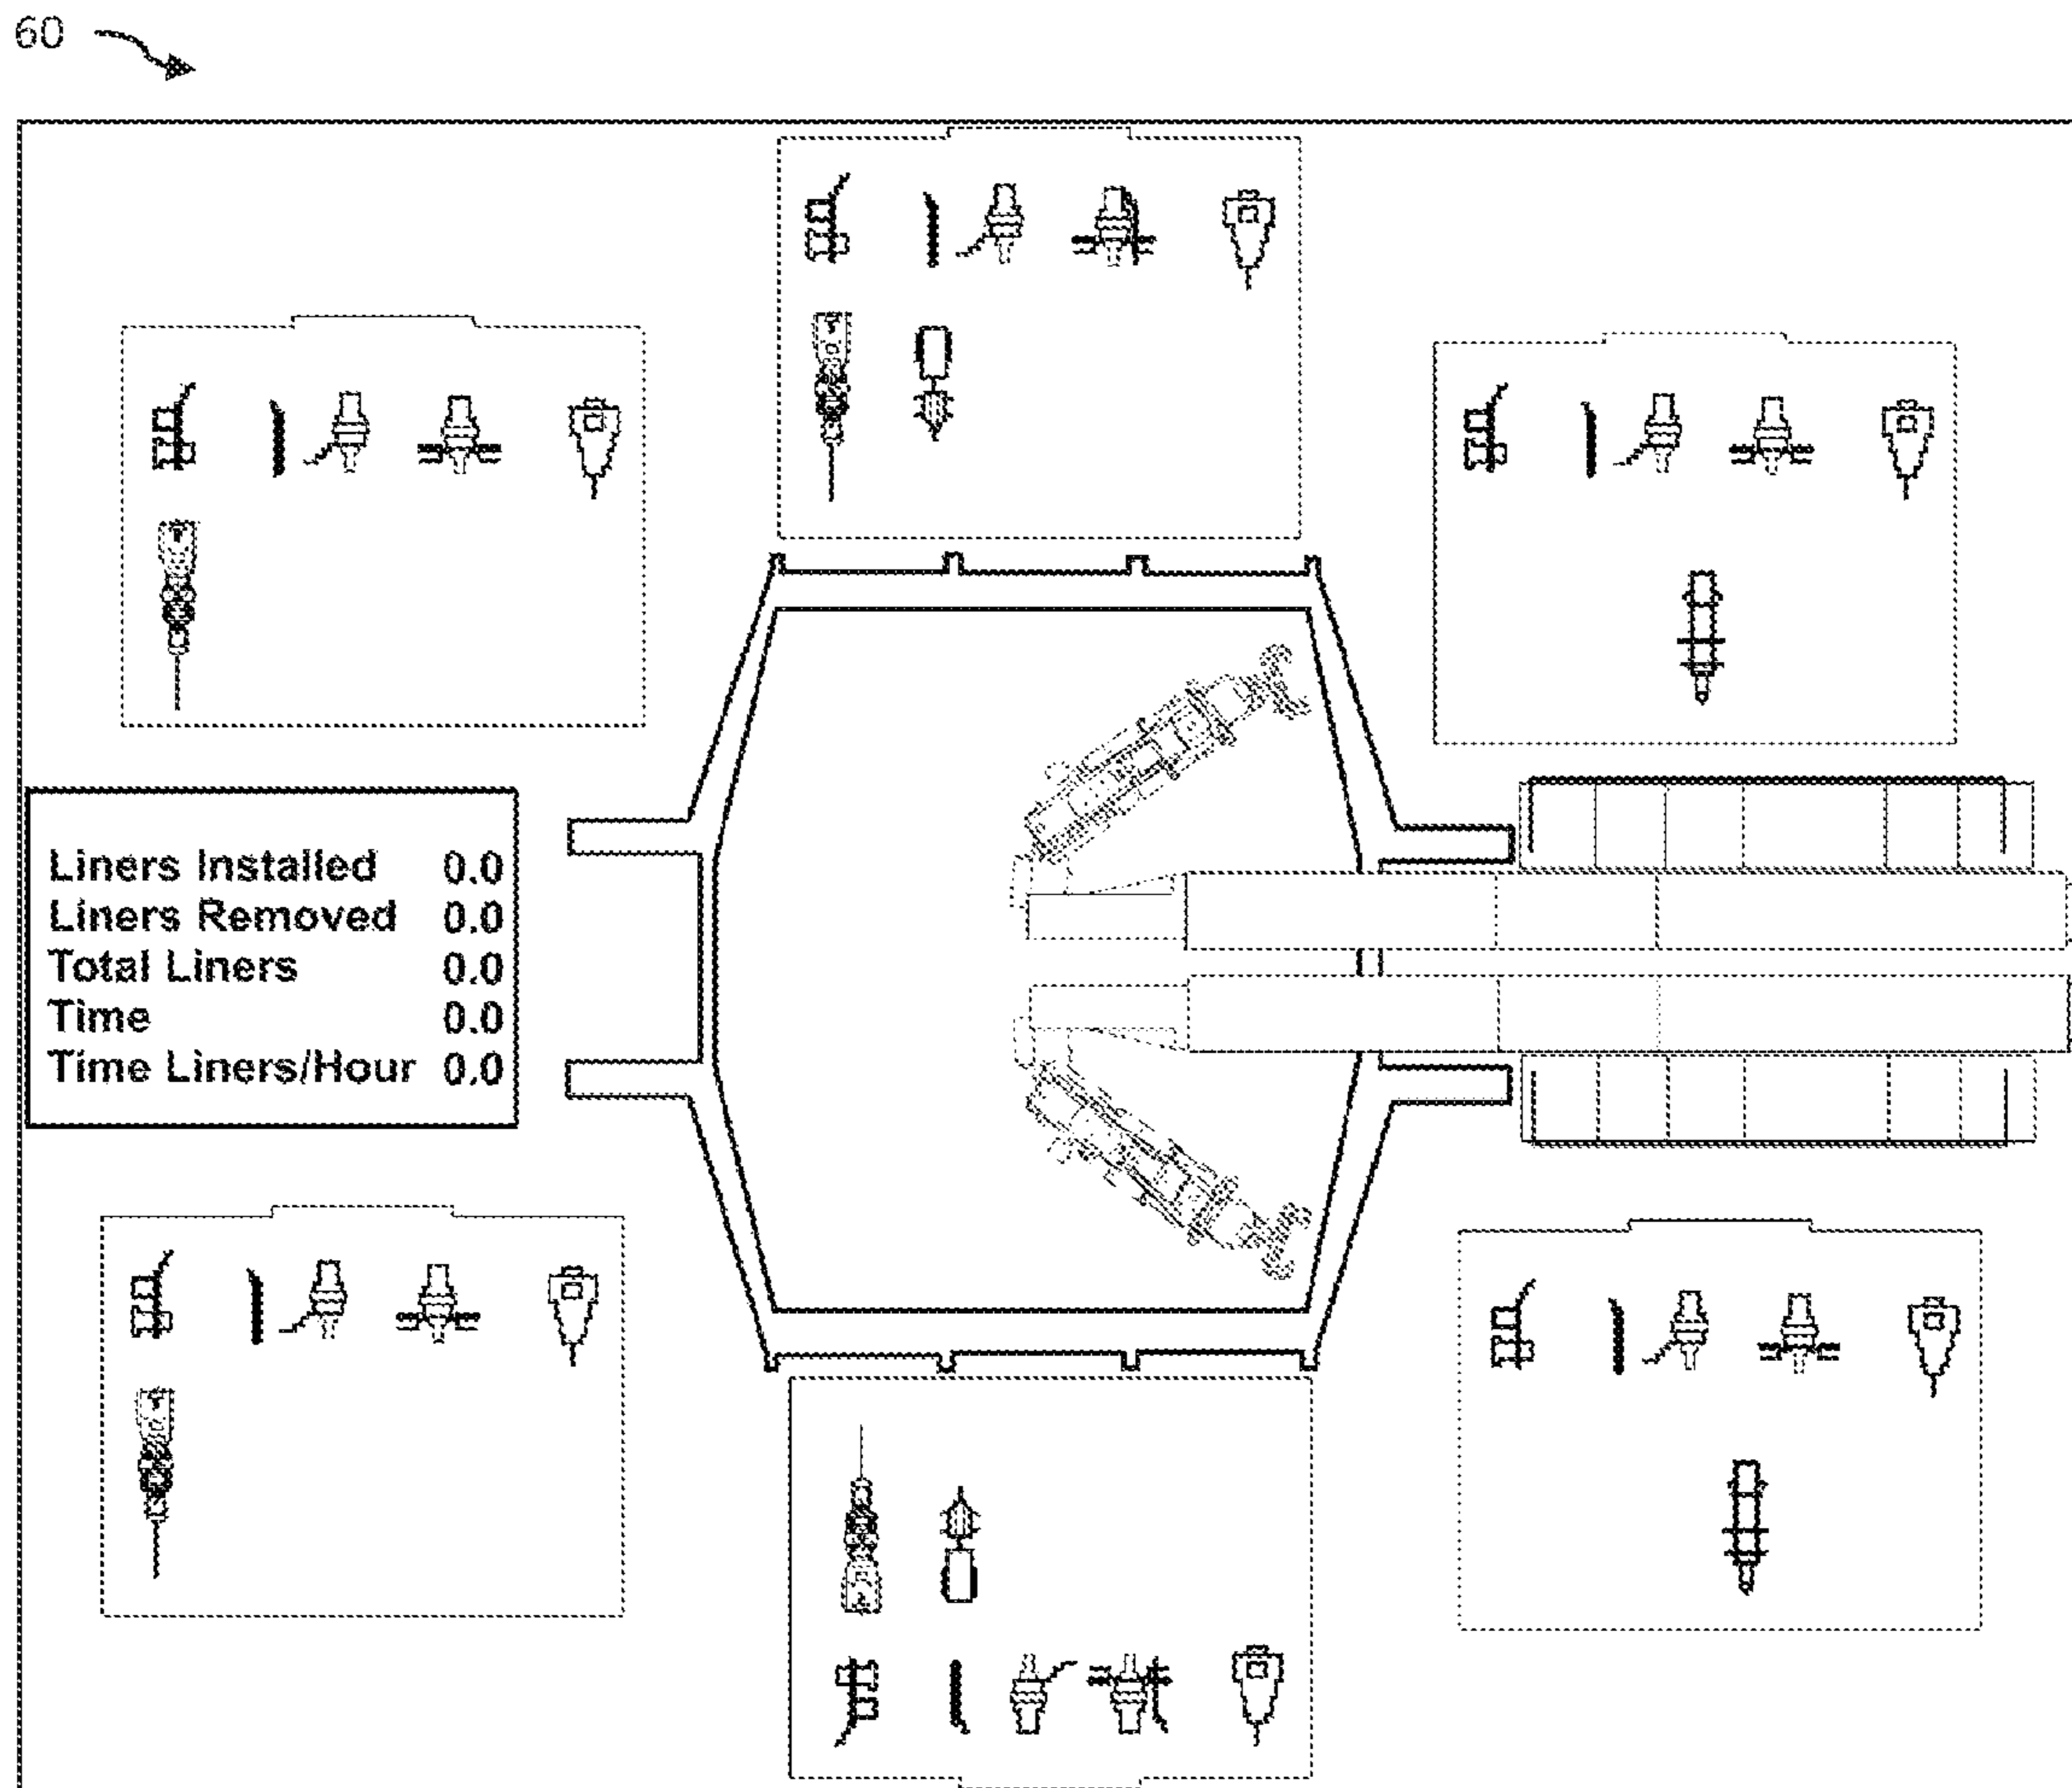 60
Liners Installed 0.0
Liners Removed 0.0
Total Liners 0.0
Time 0.0
Time Liners/Hour 0.0